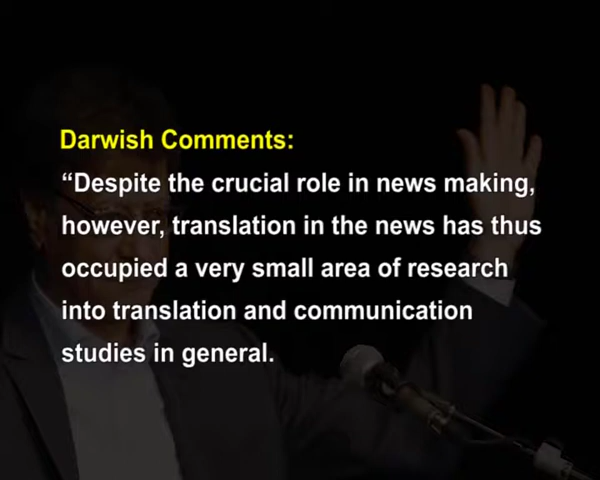 Darwish Comments:
“Despite the crucial role in news making,
however, translation in the news has thus
occupied a very small area of research
into translation and communication
studies in general.